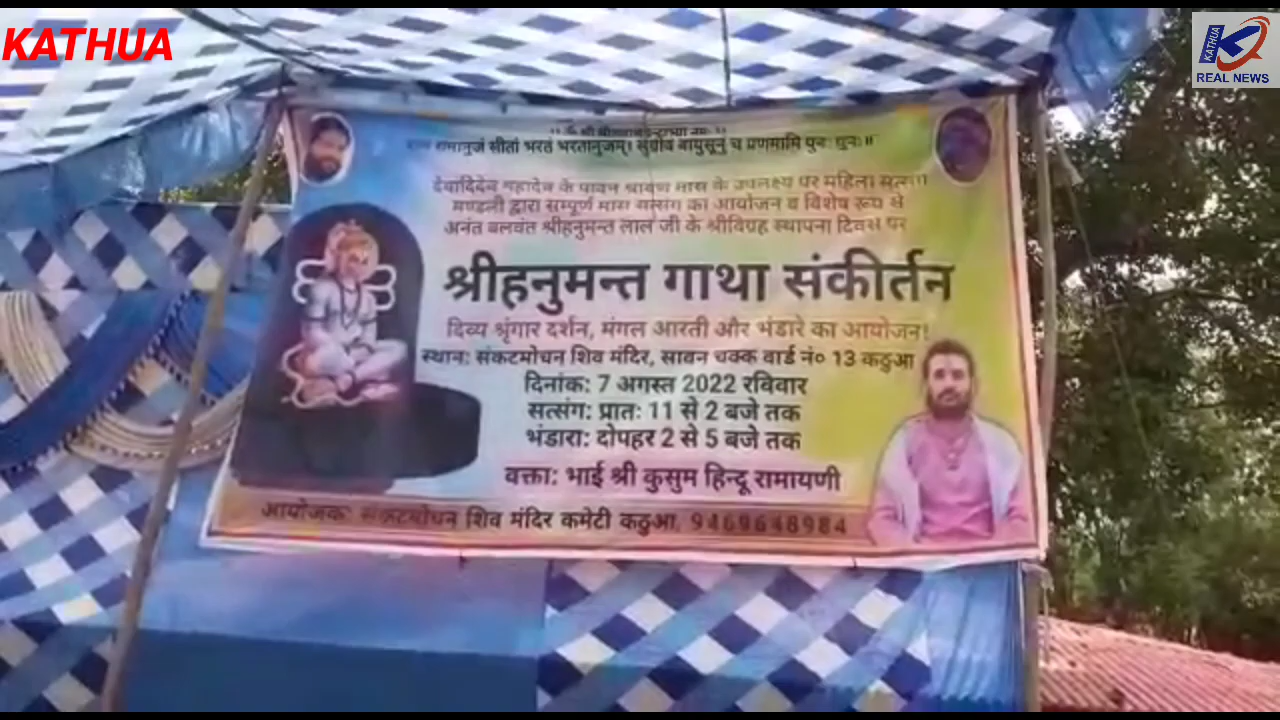 KATHUA
KATHUA
REAL NEWS
रामानुजं सीतां भरतं भरतानुजम्। सुग्रीवं वायुसूनुं च प्रणमामि पुनः पुनः॥
देवादिदेव महादेव के पावन श्रावण मास के उपलक्ष्य पर महिला सत्संग
मण्डली द्वारा सम्पूर्ण मास सत्संग का आयोजन व विशेष रूप से
अनंत बलवंत श्रीहनुमन्त लाल जी के श्रीविग्रह स्थापना दिवस पर
श्रीहनुमन्त गाथा संकीर्तन
दिव्य श्रृंगार दर्शन, मंगल आरती और भंडारे का आयोजन!
स्थान: संकटमोचन शिव मंदिर, सावन चक्क वार्ड नं० 13 कठुआ
दिनांक: 7 अगस्त 2022 रविवार
सत्संग: प्रातः 11 से 2 बजे तक
भंडारा: दोपहर 2 से 5 बजे तक
वक्ता: भाई श्री कुसुम हिन्दू रामायणी
आयोजक: संकटमोचन शिव मंदिर कमेटी कठुआ, 9469648984